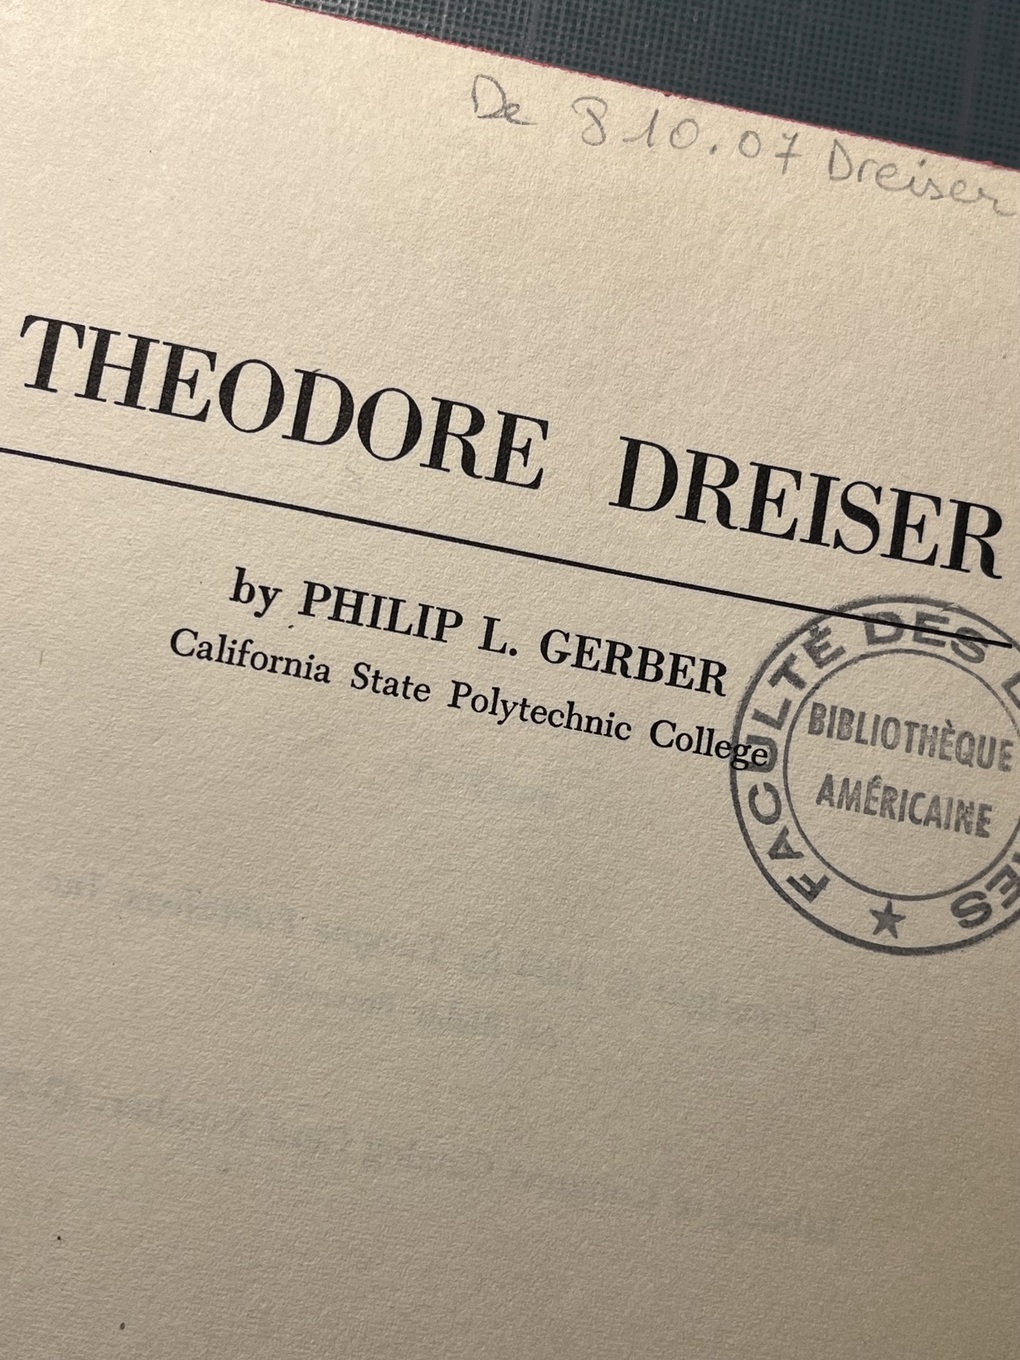 De 810.07 Dreiser
THEODORE DREISER
by PHILIP L. GERBER
California State Polytechnic College
FACULTÉ DES
BIBLIOTHÈQUE
AMÉRICAINE